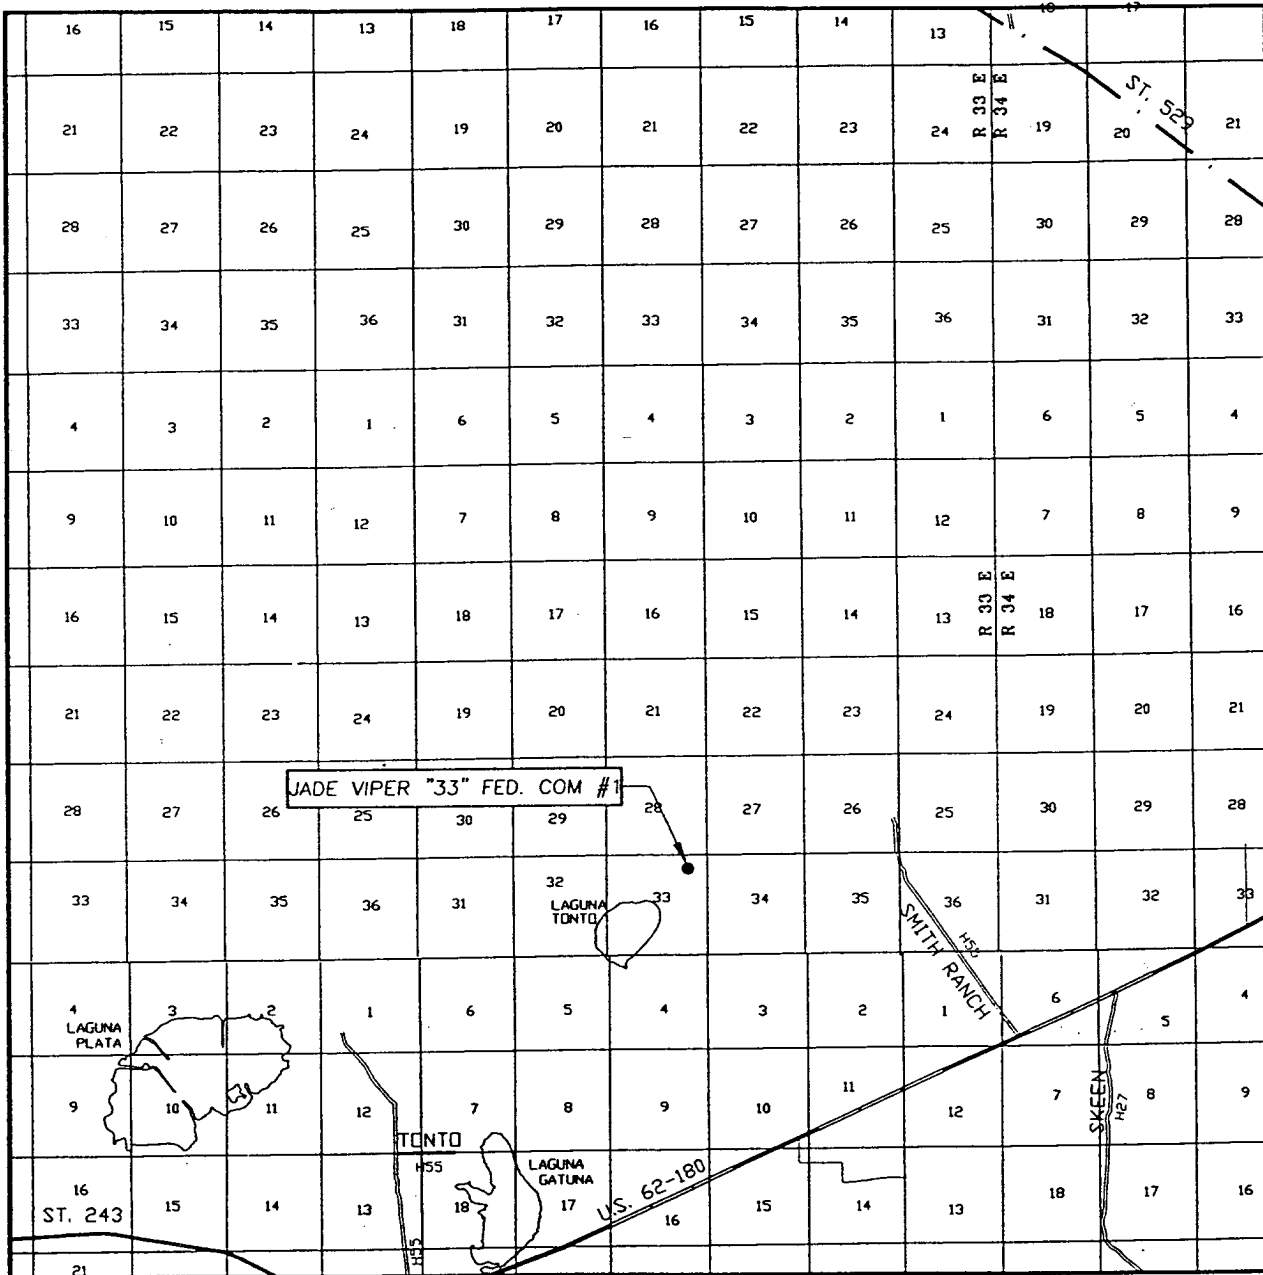 16 15 14 13 18 17 16 15 14 13 18 17
ST. 529
R 33 E
R 34 E
21 22 23 24 19 20 21 22 23 24 19 20 21
28 27 26 25 30 29 28 27 26 25 30 29 28
33 34 35 36 31 32 33 34 35 36 31 32 33
4 3 2 1 6 5 4 3 2 1 6 5 4
9 10 11 12 7 8 9 10 11 12 7 8 9
R 33 E
R 34 E
16 15 14 13 18 17 16 15 14 13 18 17 16
21 22 23 24 19 20 21 22 23 24 19 20 21
JADE VIPER "33" FED. COM #1
28 27 26 25 30 29 28 27 26 25 30 29 28
33 34 35 36 31 32 33 34 35 36 31 32 33
LAGUNA
TONTO
SMITH RANCH
4 3 2 1 6 5 4 3 2 1 6 5 4
LAGUNA
PLATA
9 10 11 12 7 8 9 10 11 12 7 8 9
SKEEN
H27
TONTO
H55
LAGUNA
GATUNA
U.S. 62-180
16 15 14 13 18 17 16 15 14 13 18 17 16
ST. 243
H55
21